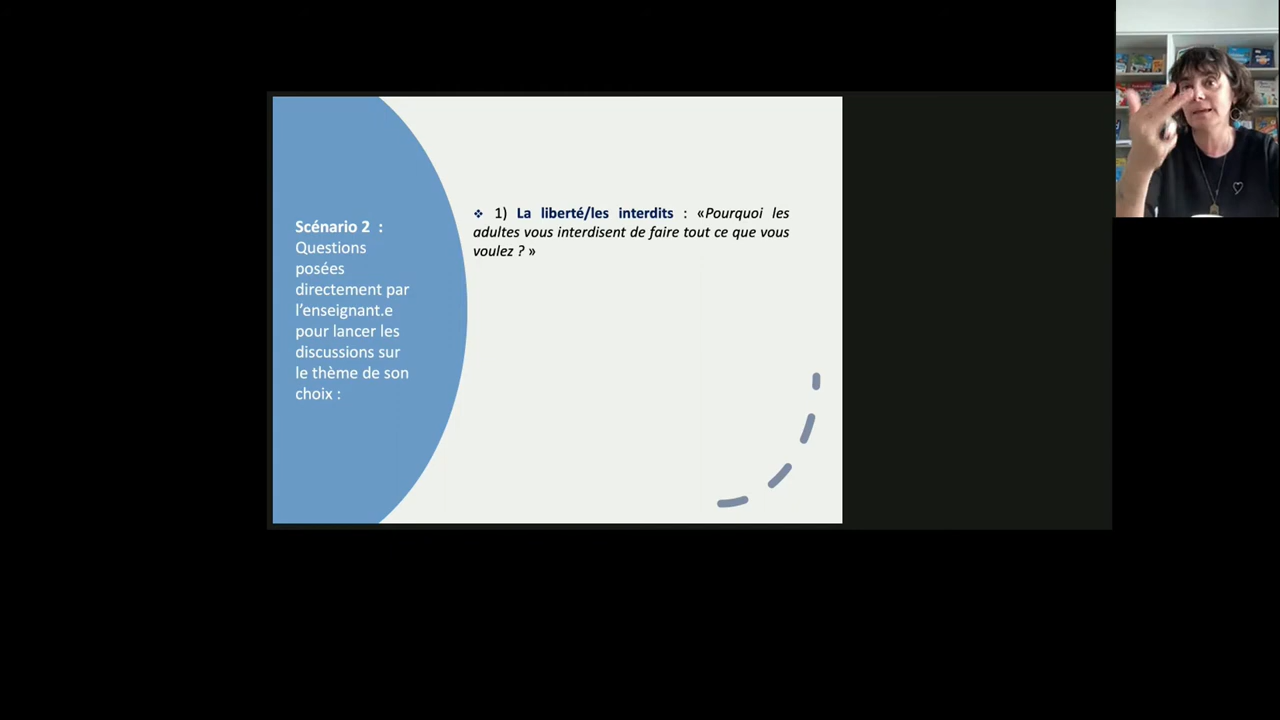 Scénario 2 :
Questions
posées
directement par
l'enseignant.e
pour lancer les
discussions sur
le thème de son
choix :
❖ 1) La liberté/les interdits : «Pourquoi les
adultes vous interdisent de faire tout ce que vous
voulez ? »